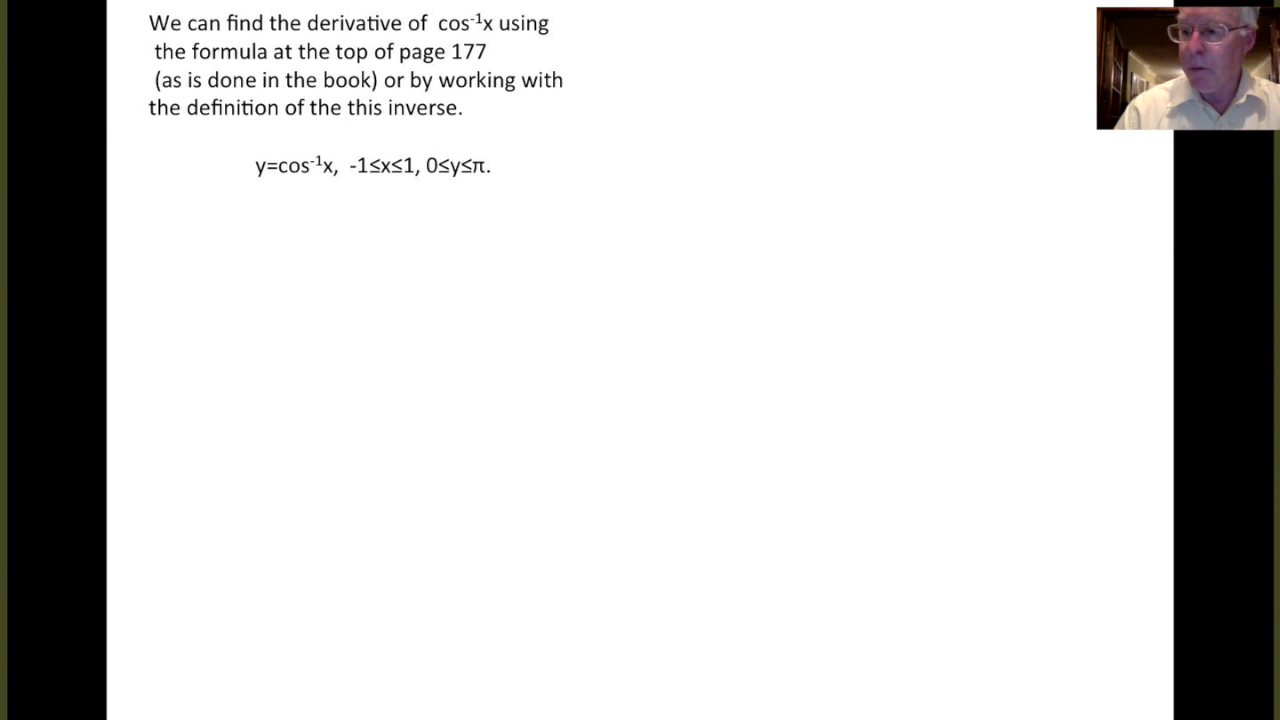 We can find the derivative of cos⁻¹x using
the formula at the top of page 177
(as is done in the book) or by working with
the definition of the this inverse.
y=cos⁻¹x, -1≤x≤1, 0≤y≤π.